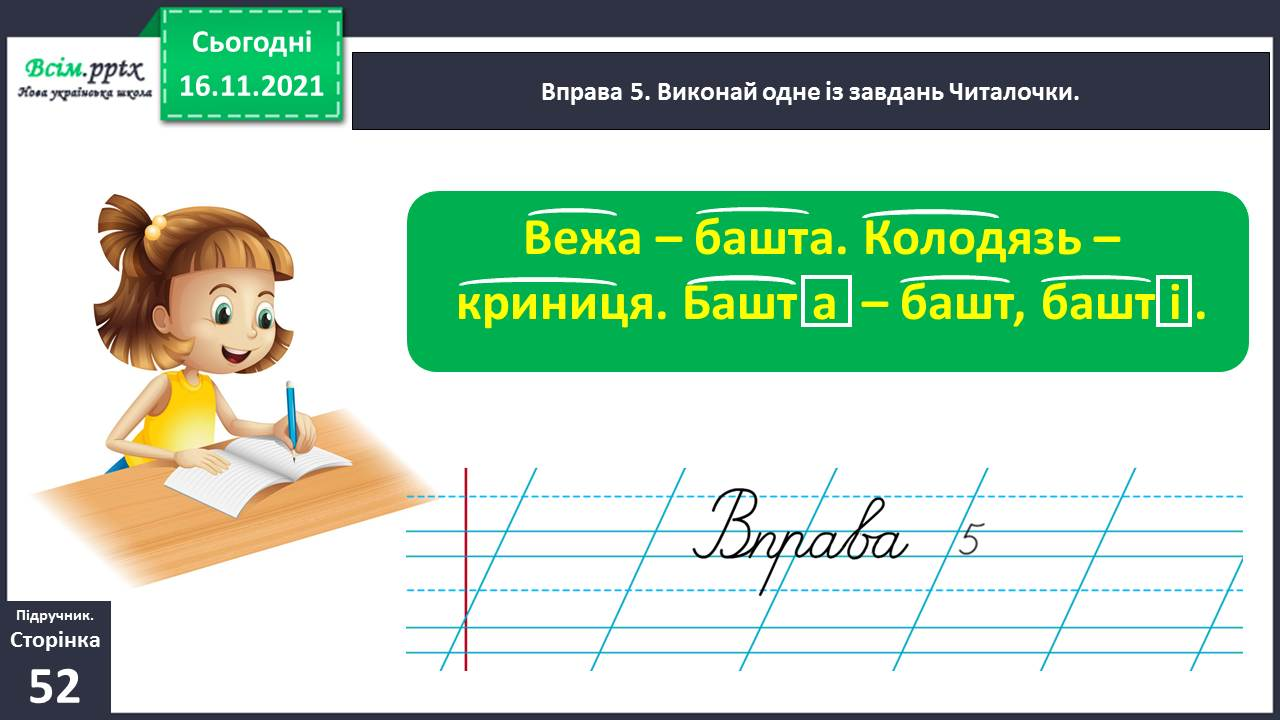 Сьогодні
16.11.2021
Всім.pptx
Нова українська школа
Вправа 5. Виконай одне із завдань Читалочки.
Вежа – башта. Колодязь –
криниця. Башта – башт, башті.
Вправа 5
Підручник.
Сторінка
52